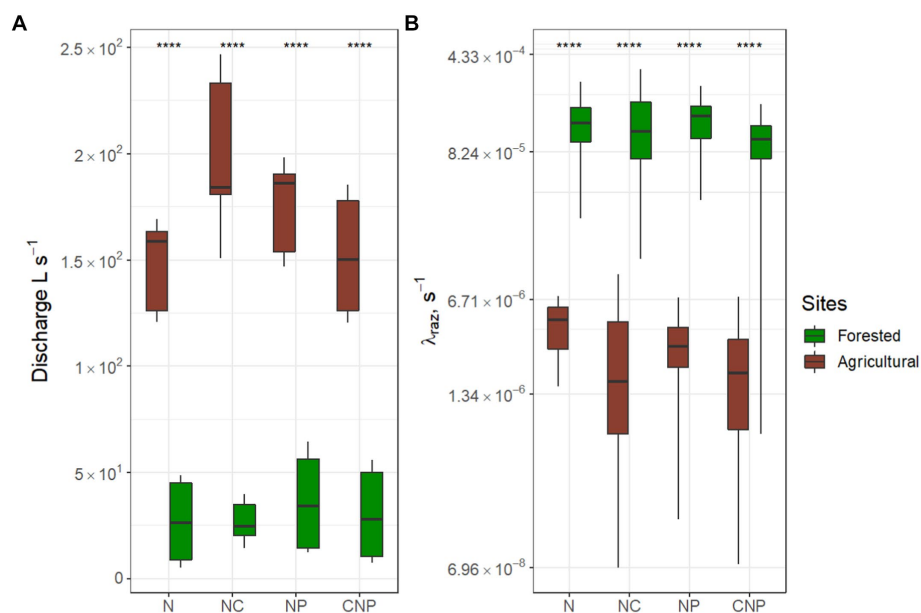 A
B
**** **** **** ****
2.5 × 10²
2 × 10²
1.5 × 10²
1 × 10²
5 × 10¹
0
Discharge L s⁻¹
N NC NP CNP
**** **** **** ****
4.33 × 10⁻⁴
8.24 × 10⁻⁵
6.71 × 10⁻⁶
1.34 × 10⁻⁶
6.96 × 10⁻⁸
λraz, s⁻¹
N NC NP CNP
Sites
Forested
Agricultural